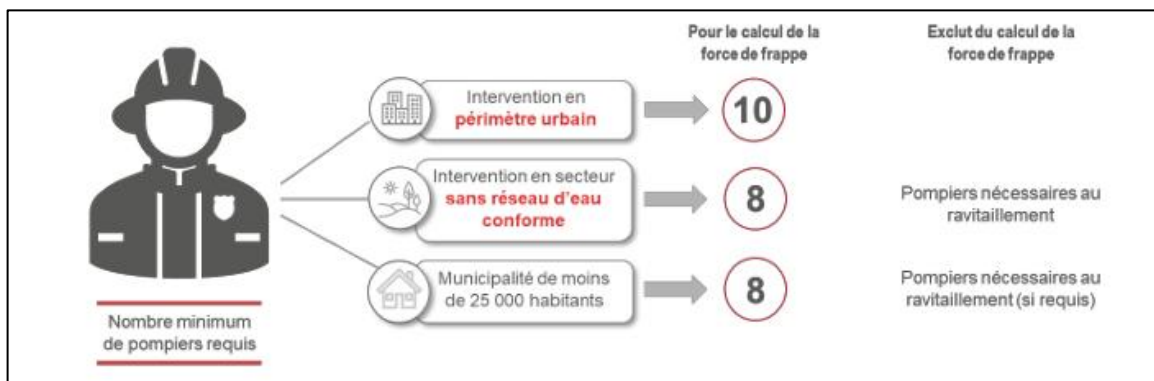 Pour le calcul de la
force de frappe
Exclut du calcul de la
force de frappe
Intervention en
périmètre urbain
10
Intervention en secteur
sans réseau d'eau
conforme
8
Pompiers nécessaires au
ravitaillement
Municipalité de moins
de 25 000 habitants
8
Pompiers nécessaires au
ravitaillement (si requis)
Nombre minimum
de pompiers requis